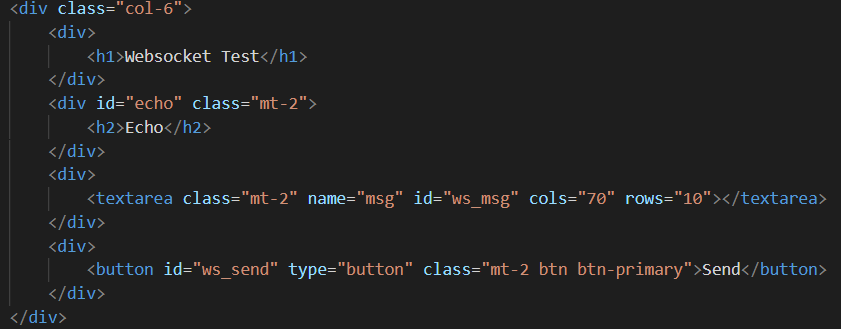 <div class="col-6">
    <div>
        <h1>Websocket Test</h1>
    </div>
    <div id="echo" class="mt-2">
        <h2>Echo</h2>
    </div>
    <div>
        <textarea class="mt-2" name="msg" id="ws_msg" cols="70" rows="10"></textarea>
    </div>
    <div>
        <button id="ws_send" type="button" class="mt-2 btn btn-primary">Send</button>
    </div>
</div>